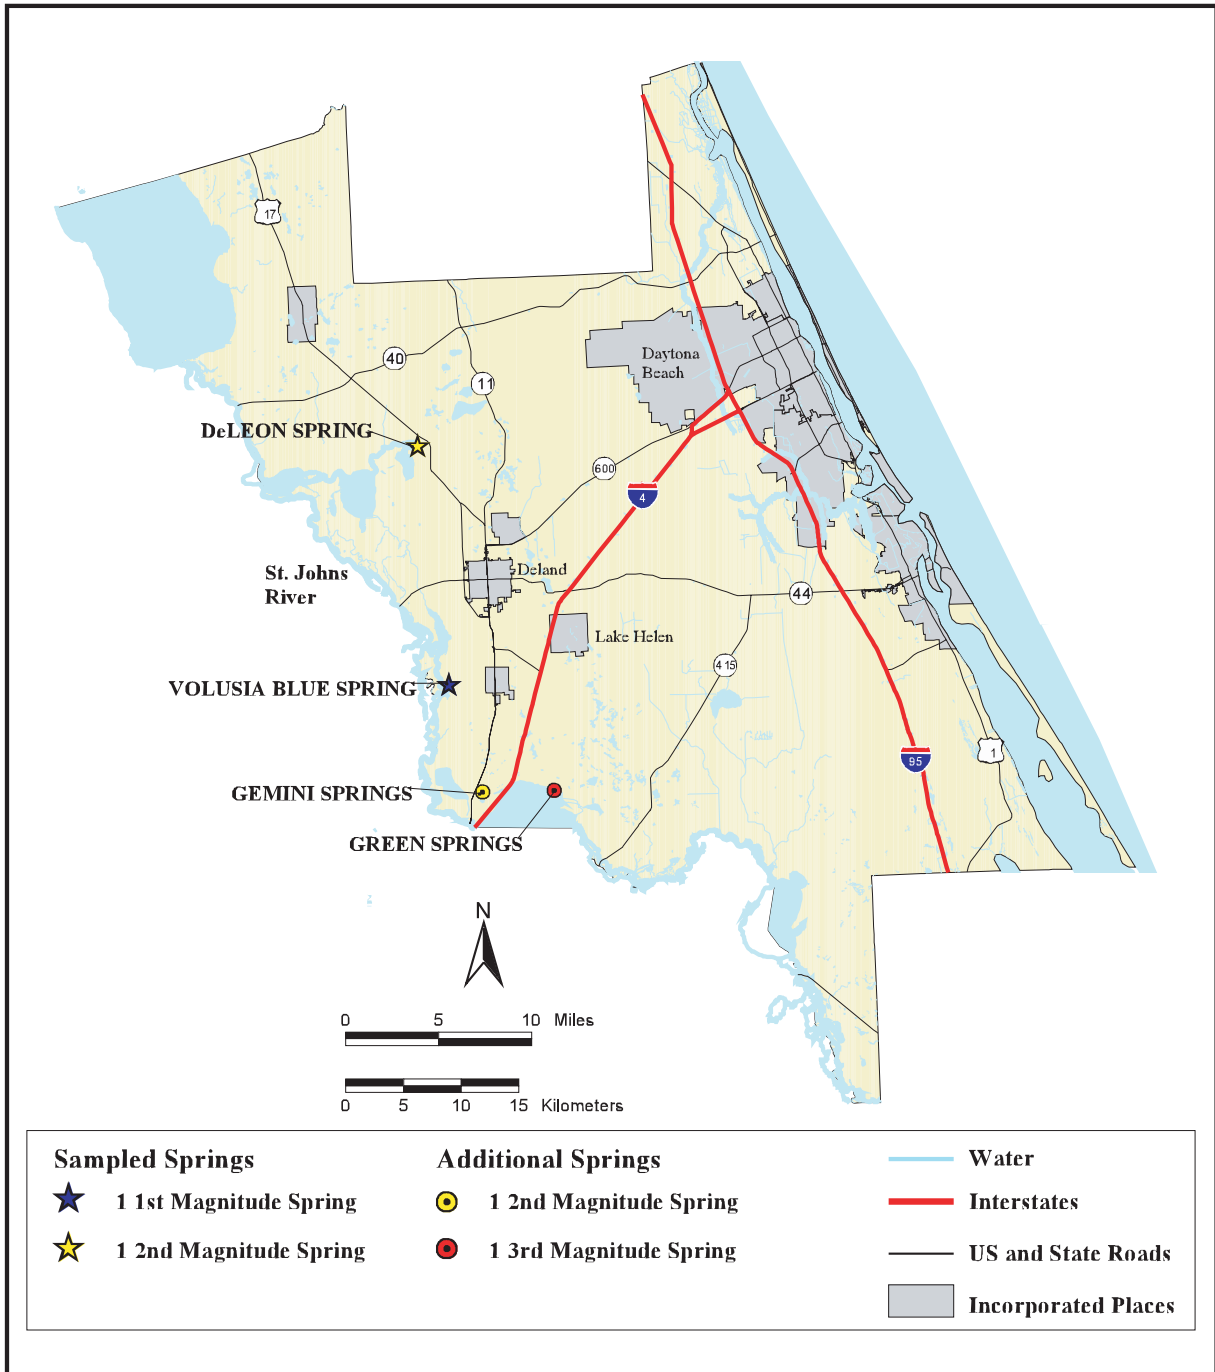 17
40
11
Daytona
Beach
DeLEON SPRING
600
4
St. Johns
River
Deland
44
Lake Helen
415
VOLUSIA BLUE SPRING
95
1
GEMINI SPRINGS
GREEN SPRINGS
N
0 5 10 Miles
0 5 10 15 Kilometers
Sampled Springs
1 1st Magnitude Spring
1 2nd Magnitude Spring
Additional Springs
1 2nd Magnitude Spring
1 3rd Magnitude Spring
Water
Interstates
US and State Roads
Incorporated Places